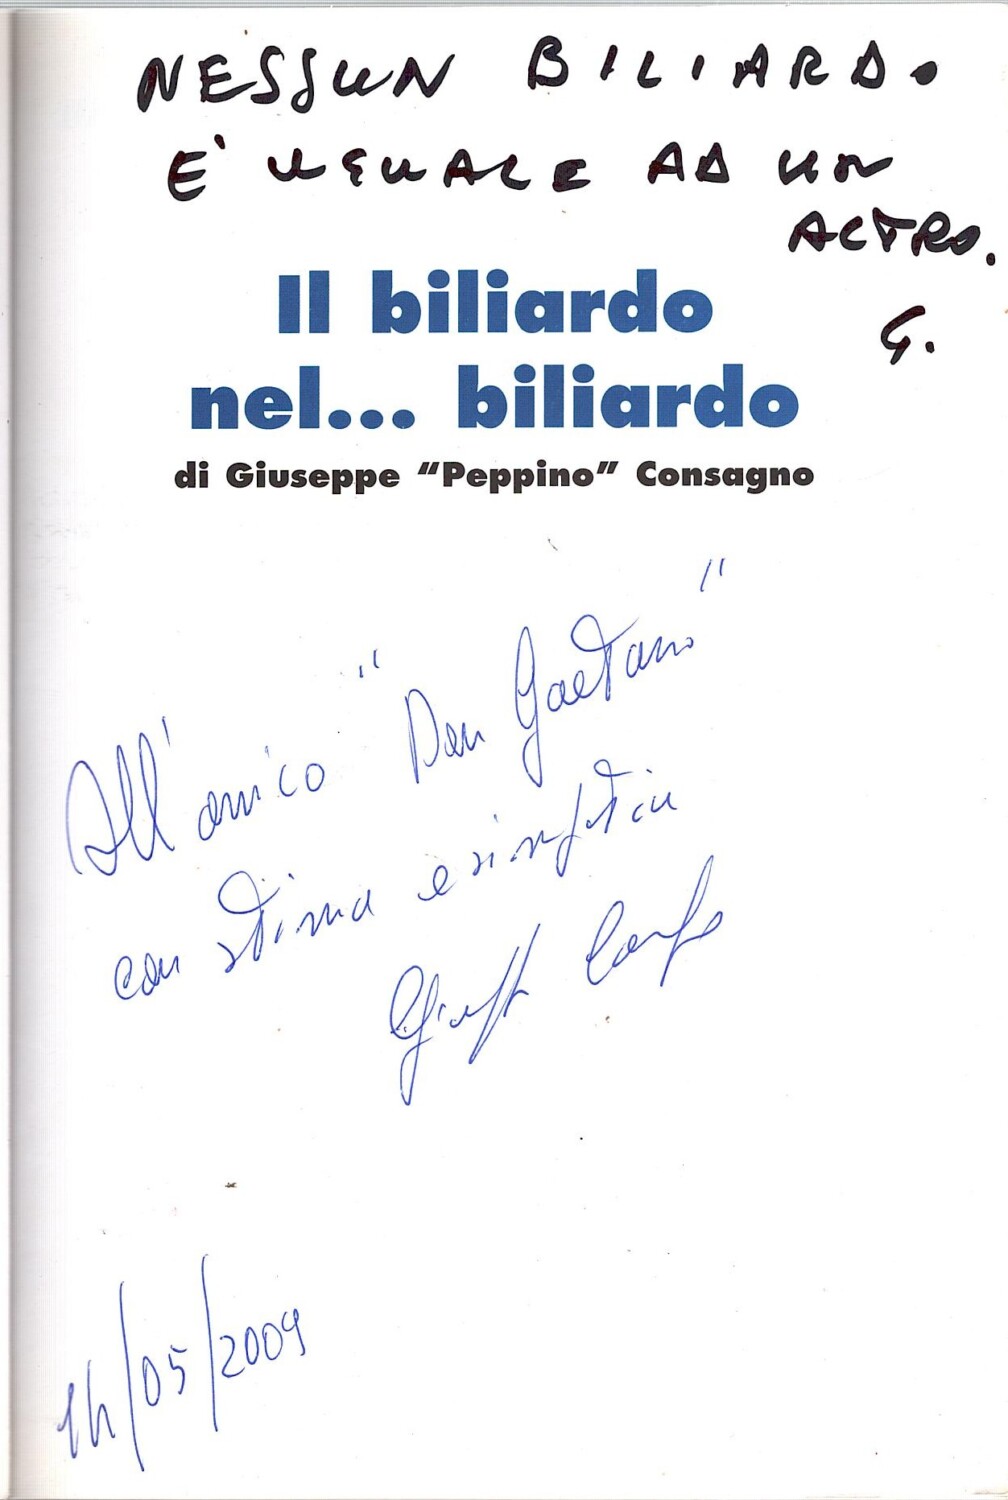 NESSUN BILIARDO
E' UGUALE AD UN
ALTRO.
G.
Il biliardo
nel... biliardo
di Giuseppe “Peppino” Consagno
All'amico "Don Gaetano"
con stima e simpatia
14/05/2009